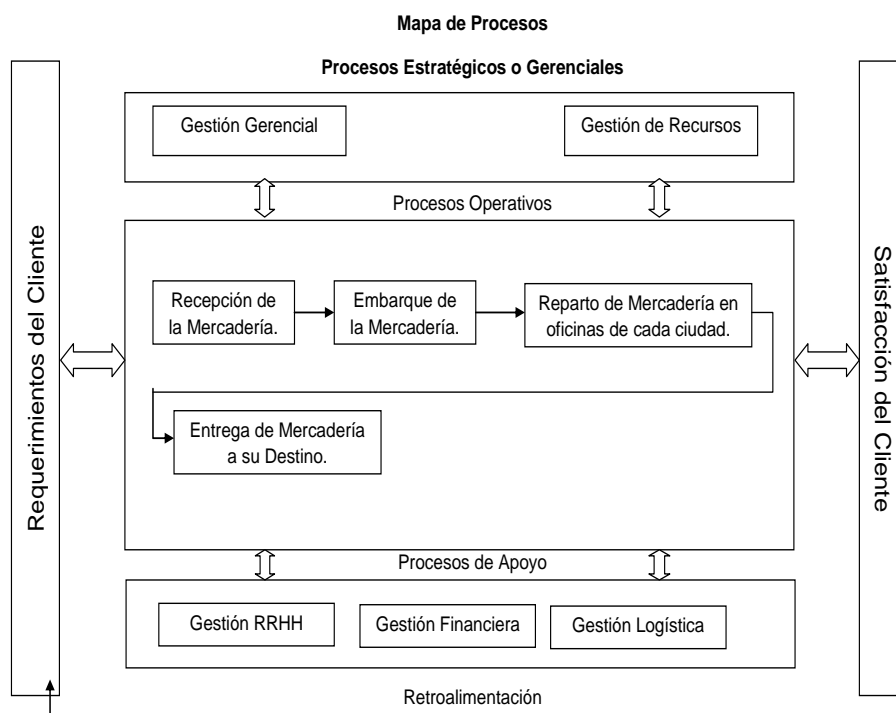 Mapa de Procesos
Procesos Estratégicos o Gerenciales
Requerimientos del Cliente
Gestión Gerencial
Gestión de Recursos
Procesos Operativos
Recepción de
la Mercadería.
Embarque de
la Mercadería.
Reparto de Mercadería en
oficinas de cada ciudad.
Entrega de Mercadería
a su Destino.
Procesos de Apoyo
Gestión RRHH
Gestión Financiera
Gestión Logística
Satisfacción del Cliente
Retroalimentación